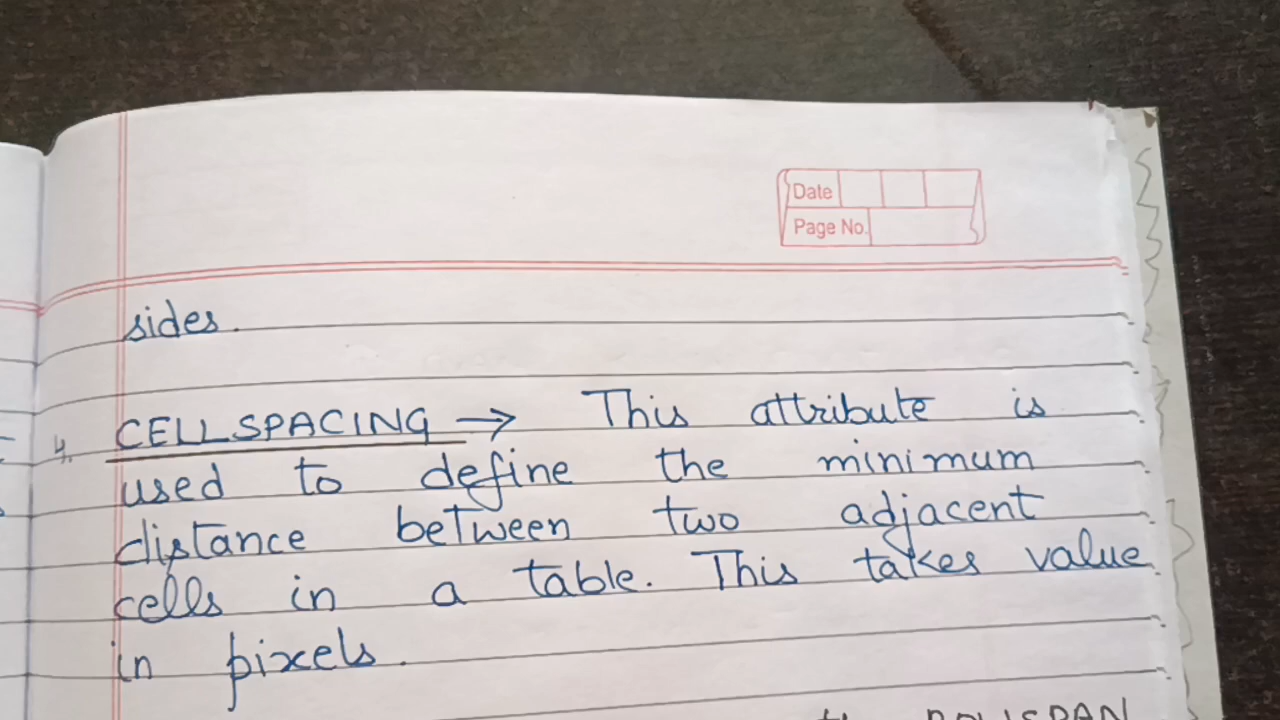 Date
Page No.
sides.
4. CELLSPACING → This attribute is
used to define the minimum
distance between two adjacent
cells in a table. This takes value
in pixels.